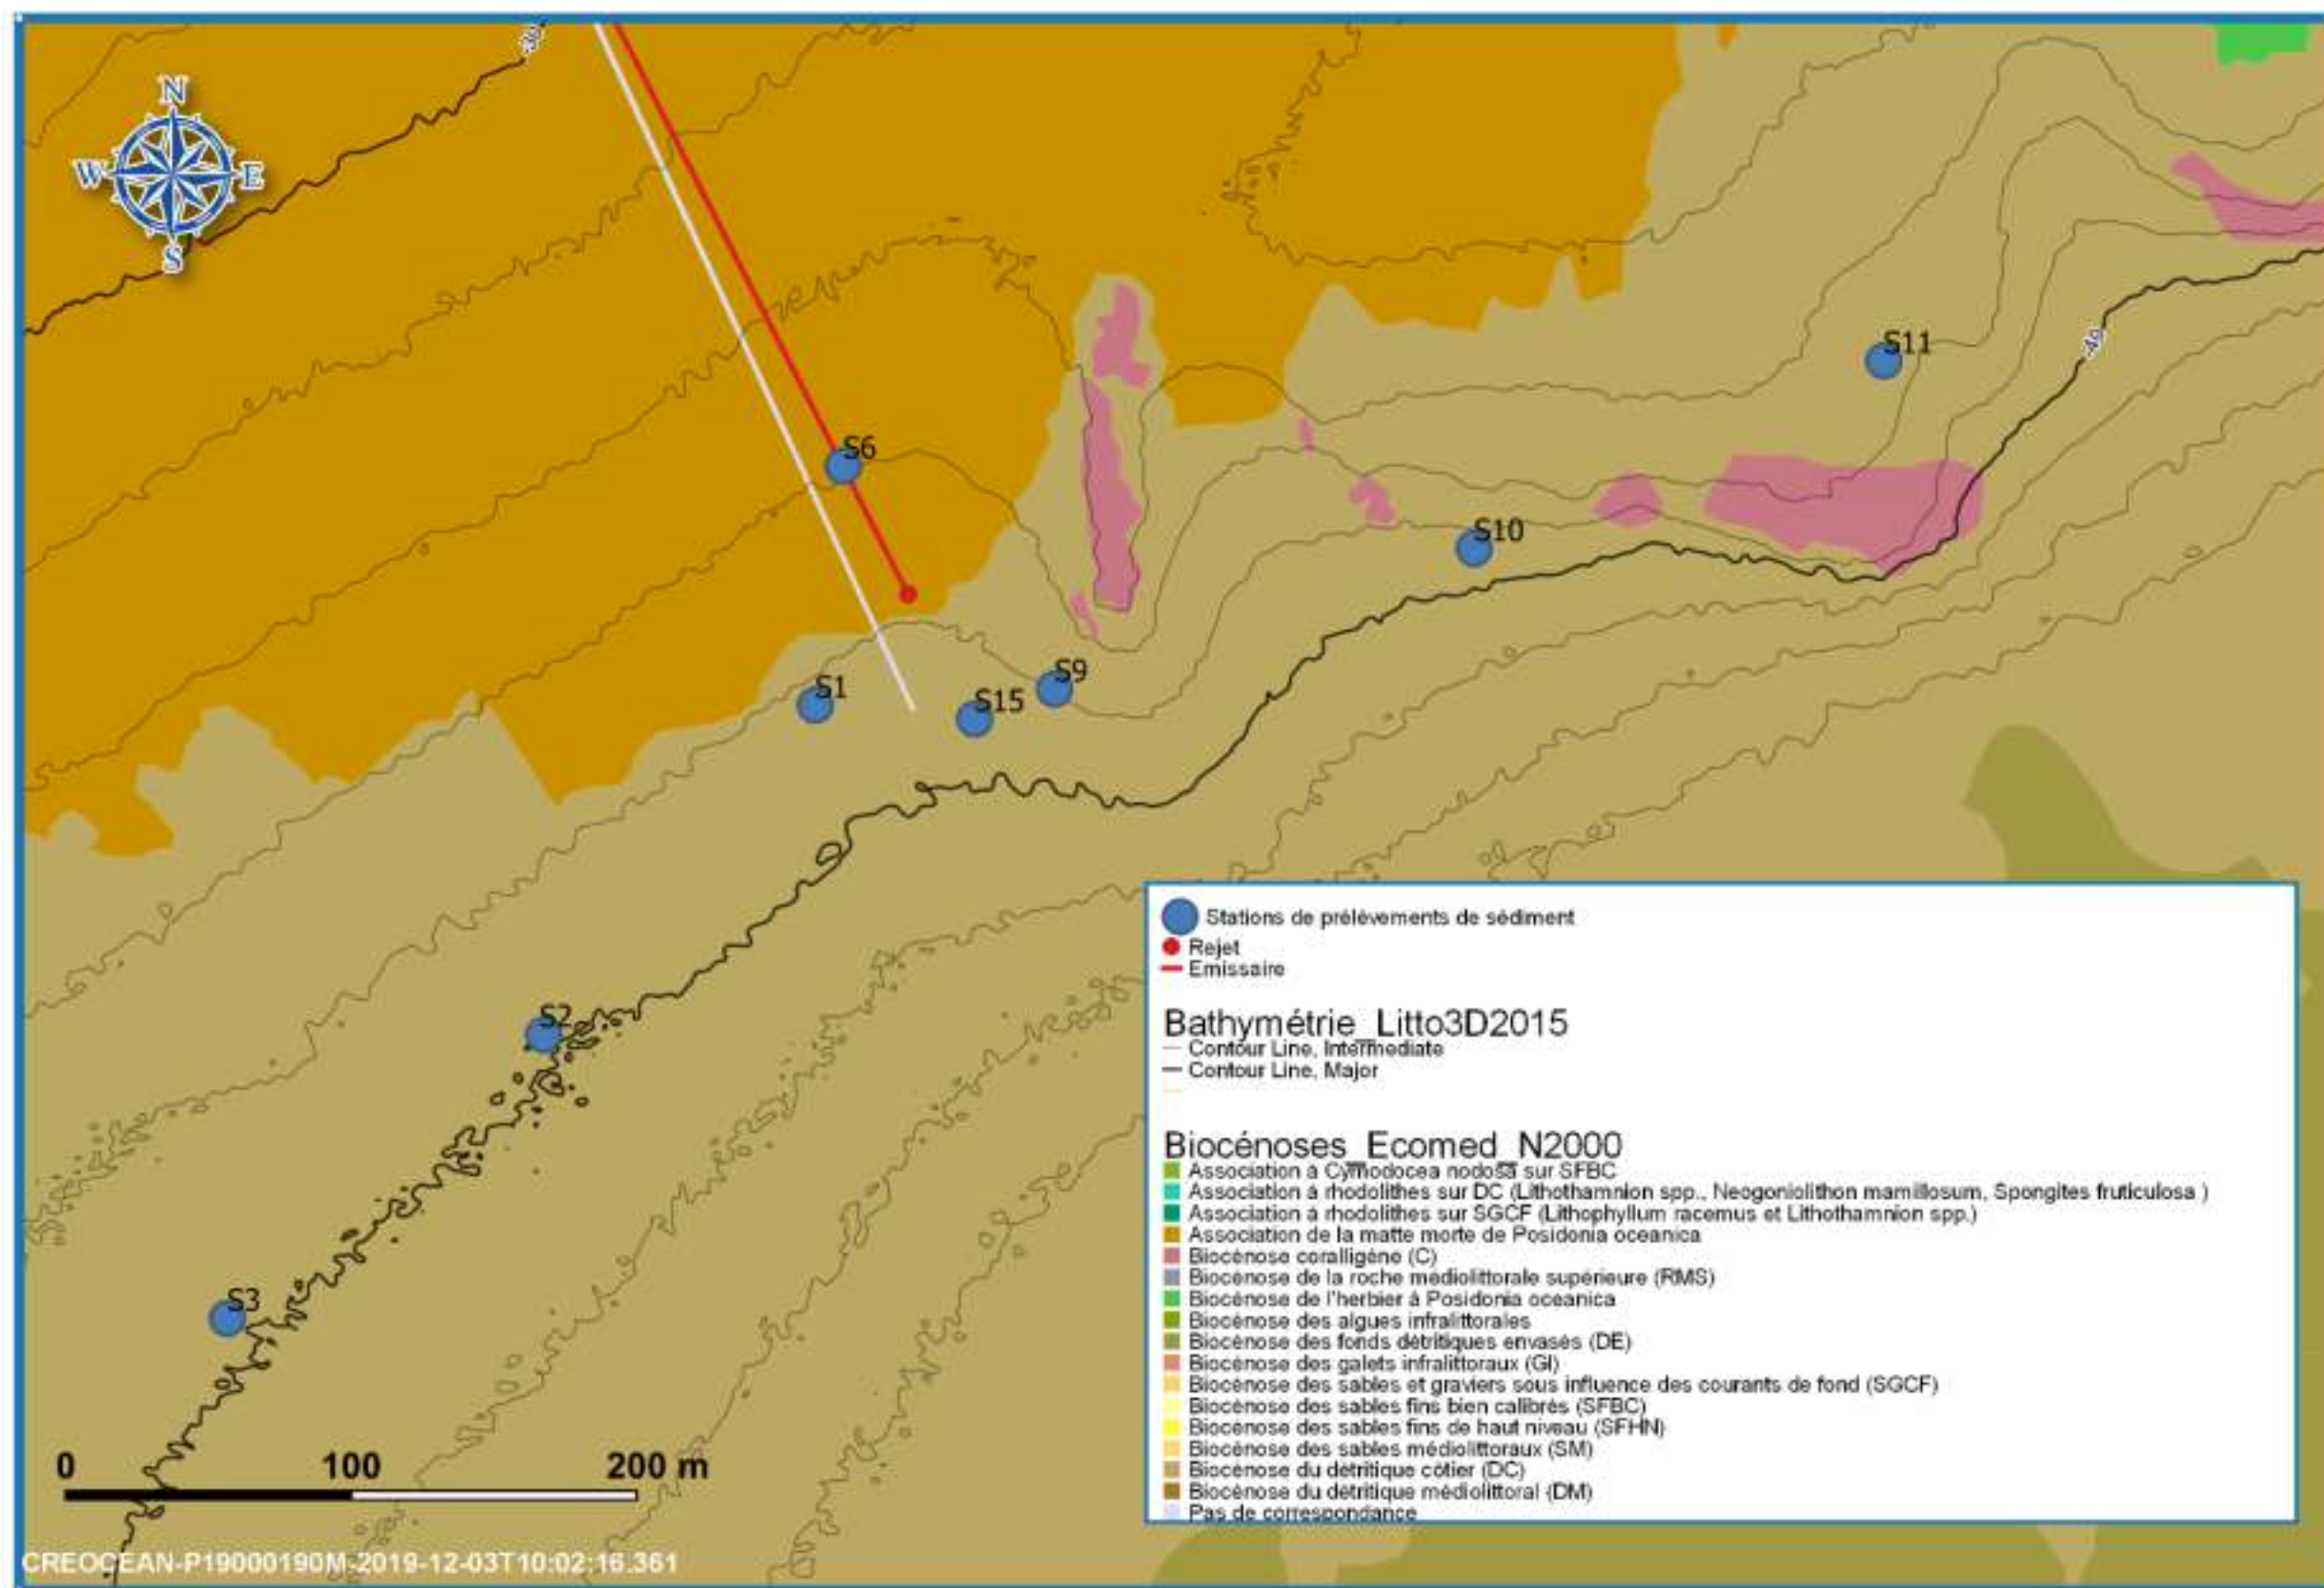 -30
N
W
E
S
S11
-40
S6
S10
S9
S1
S15
Stations de prélèvements de sédiment
Rejet
Emissaire
Bathymétrie_Litto3D2015
Contour Line, Intermediate
S2
Contour Line, Major
Biocénoses_Ecomed_N2000
Association à Cymodocea nodosa sur SFBC
Association à rhodolithes sur DC (Lithothamnion spp., Neogoniolithon mamillosum, Spongites fruticulosa )
Association à rhodolithes sur SGCF (Lithophyllum racemus et Lithothamnion spp.)
Association de la matte morte de Posidonia oceanica
Biocénose coralligène (C)
Biocénose de la roche médiolittorale supérieure (RMS)
Biocénose de l'herbier à Posidonia oceanica
S3
Biocénose des algues infralittorales
Biocénose des fonds détritiques envasés (DE)
Biocénose des galets infralittoraux (GI)
Biocénose des sables et graviers sous influence des courants de fond (SGCF)
Biocénose des sables fins bien calibrés (SFBC)
Biocénose des sables fins de haut niveau (SFHN)
Biocénose des sables médiolittoraux (SM)
0 100 200 m
Biocénose du détritique côtier (DC)
Biocénose du détritique médiolittoral (DM)
Pas de correspondance
CREOCEAN-P19000190M-2019-12-03T10:02:16.361